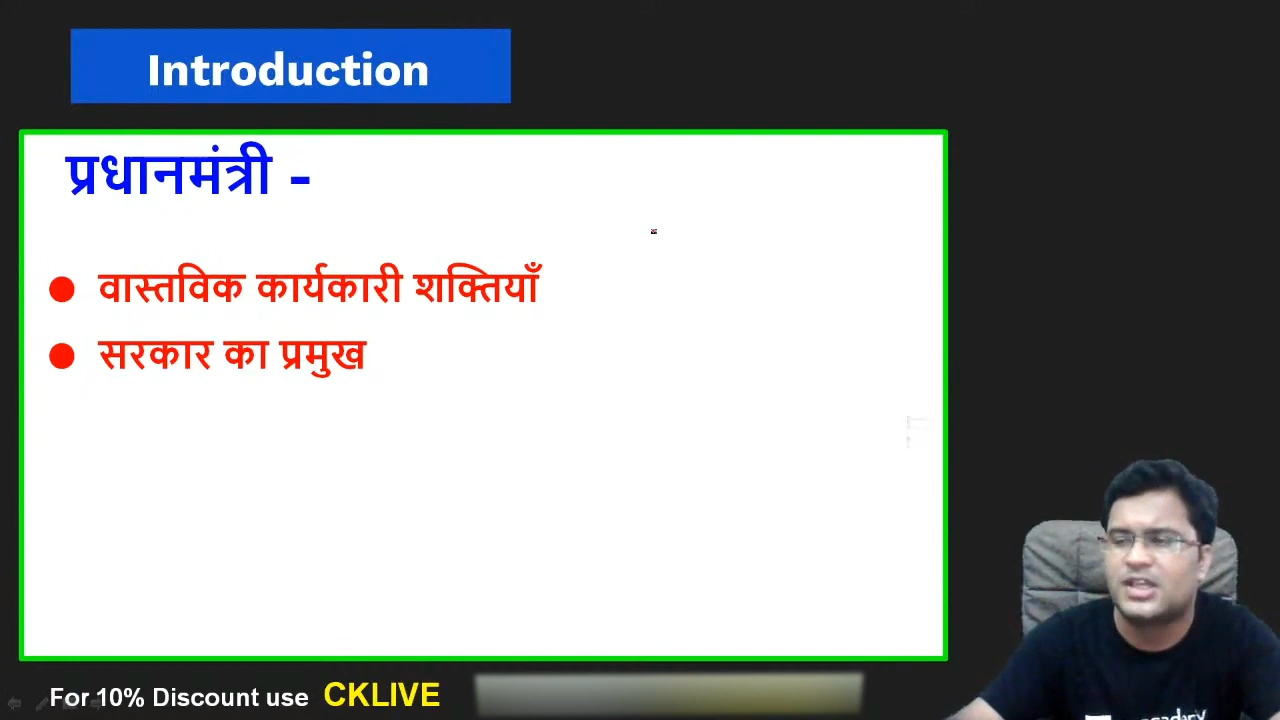 Introduction
प्रधानमंत्री -
● वास्तविक कार्यकारी शक्तियाँ
● सरकार का प्रमुख
For 10% Discount use CKLIVE